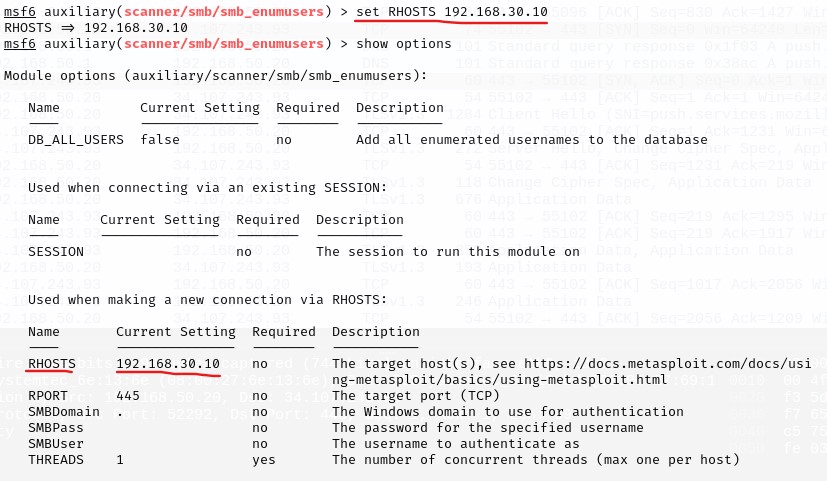 msf6 auxiliary(scanner/smb/smb_enumusers) > set RHOSTS 192.168.30.10
RHOSTS => 192.168.30.10
msf6 auxiliary(scanner/smb/smb_enumusers) > show options
Module options (auxiliary/scanner/smb/smb_enumusers):
Name Current Setting Required Description
DB_ALL_USERS false no Add all enumerated usernames to the database
Used when connecting via an existing SESSION:
Name Current Setting Required Description
SESSION no The session to run this module on
Used when making a new connection via RHOSTS:
Name Current Setting Required Description
RHOSTS 192.168.30.10 no The target host(s), see https://docs.metasploit.com/docs/usi
ng-metasploit/basics/using-metasploit.html
RPORT 445 no The target port (TCP)
SMBDomain . no The Windows domain to use for authentication
SMBPass no The password for the specified username
SMBUser no The username to authenticate as
THREADS 1 yes The number of concurrent threads (max one per host)